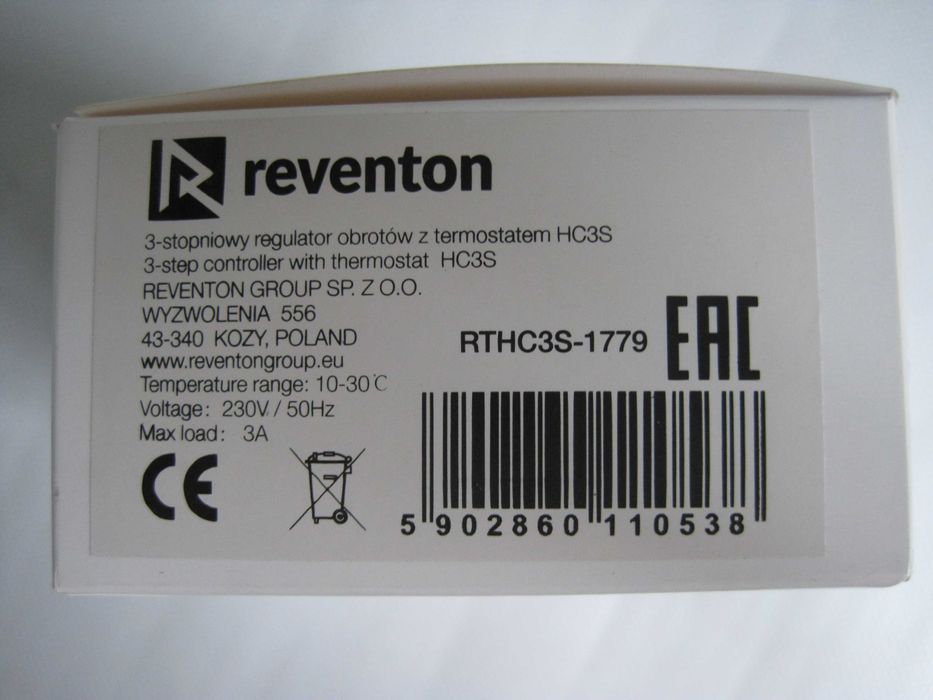 reventon
3-stopniowy regulator obrotów z termostatem HC3S
3-step controller with thermostat HC3S
REVENTON GROUP SP. Z O.O.
WYZWOLENIA 556
43-340 KOZY, POLAND
www.reventongroup.eu
Temperature range: 10-30℃
Voltage: 230V / 50Hz
Max load: 3A
CE
RTHC3S-1779
EAC
5 902860 110538